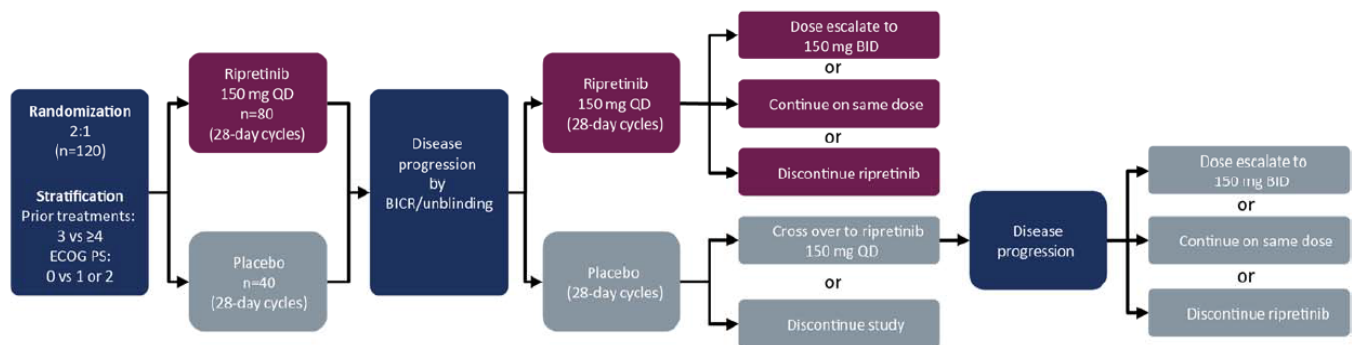 Randomization
2:1
(n=120)
Stratification
Prior treatments:
3 vs ≥4
ECOG PS:
0 vs 1 or 2
Ripretinib
150 mg QD
n=80
(28-day cycles)
Placebo
n=40
(28-day cycles)
Disease
progression
by
BICR/unblinding
Ripretinib
150 mg QD
(28-day cycles)
Placebo
(28-day cycles)
Dose escalate to
150 mg BID
or
Continue on same dose
or
Discontinue ripretinib
Cross over to ripretinib
150 mg QD
or
Discontinue study
Disease
progression
Dose escalate to
150 mg BID
or
Continue on same dose
or
Discontinue ripretinib